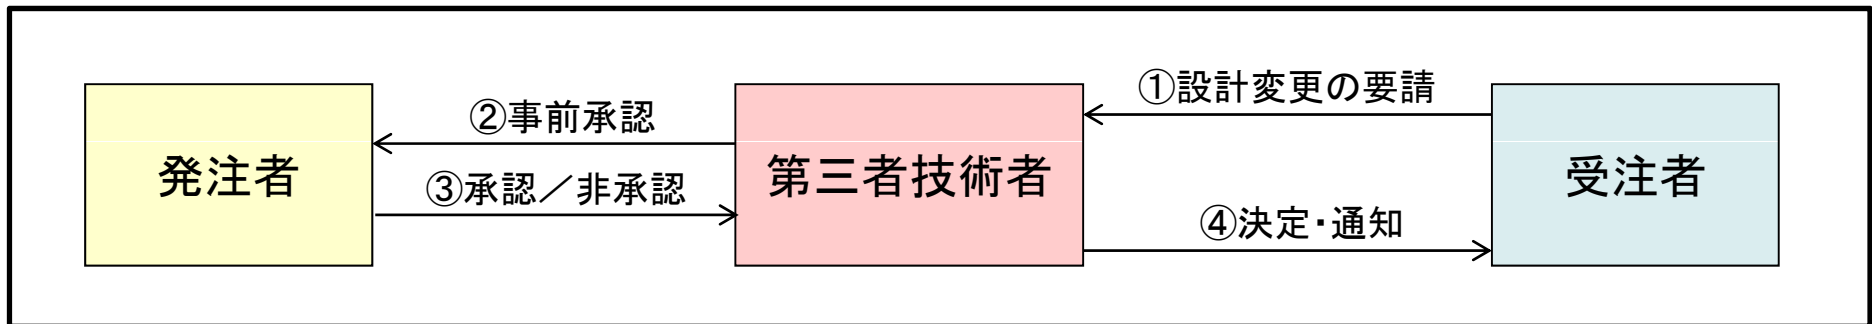 発注者
②事前承認
③承認／非承認
第三者技術者
①設計変更の要請
④決定・通知
受注者